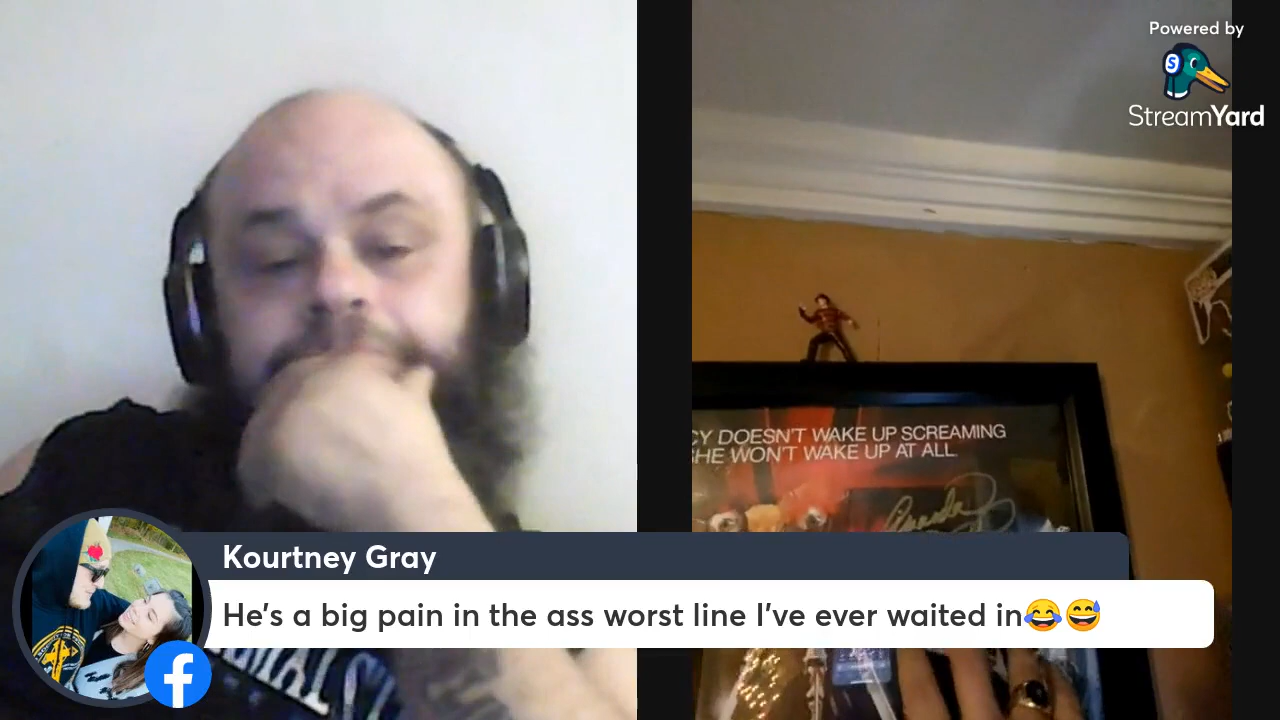 Powered by
StreamYard
CY DOESN'T WAKE UP SCREAMING
SHE WON'T WAKE UP AT ALL.
Amanda
Kourtney Gray
He's a big pain in the ass worst line I've ever waited in😂😅